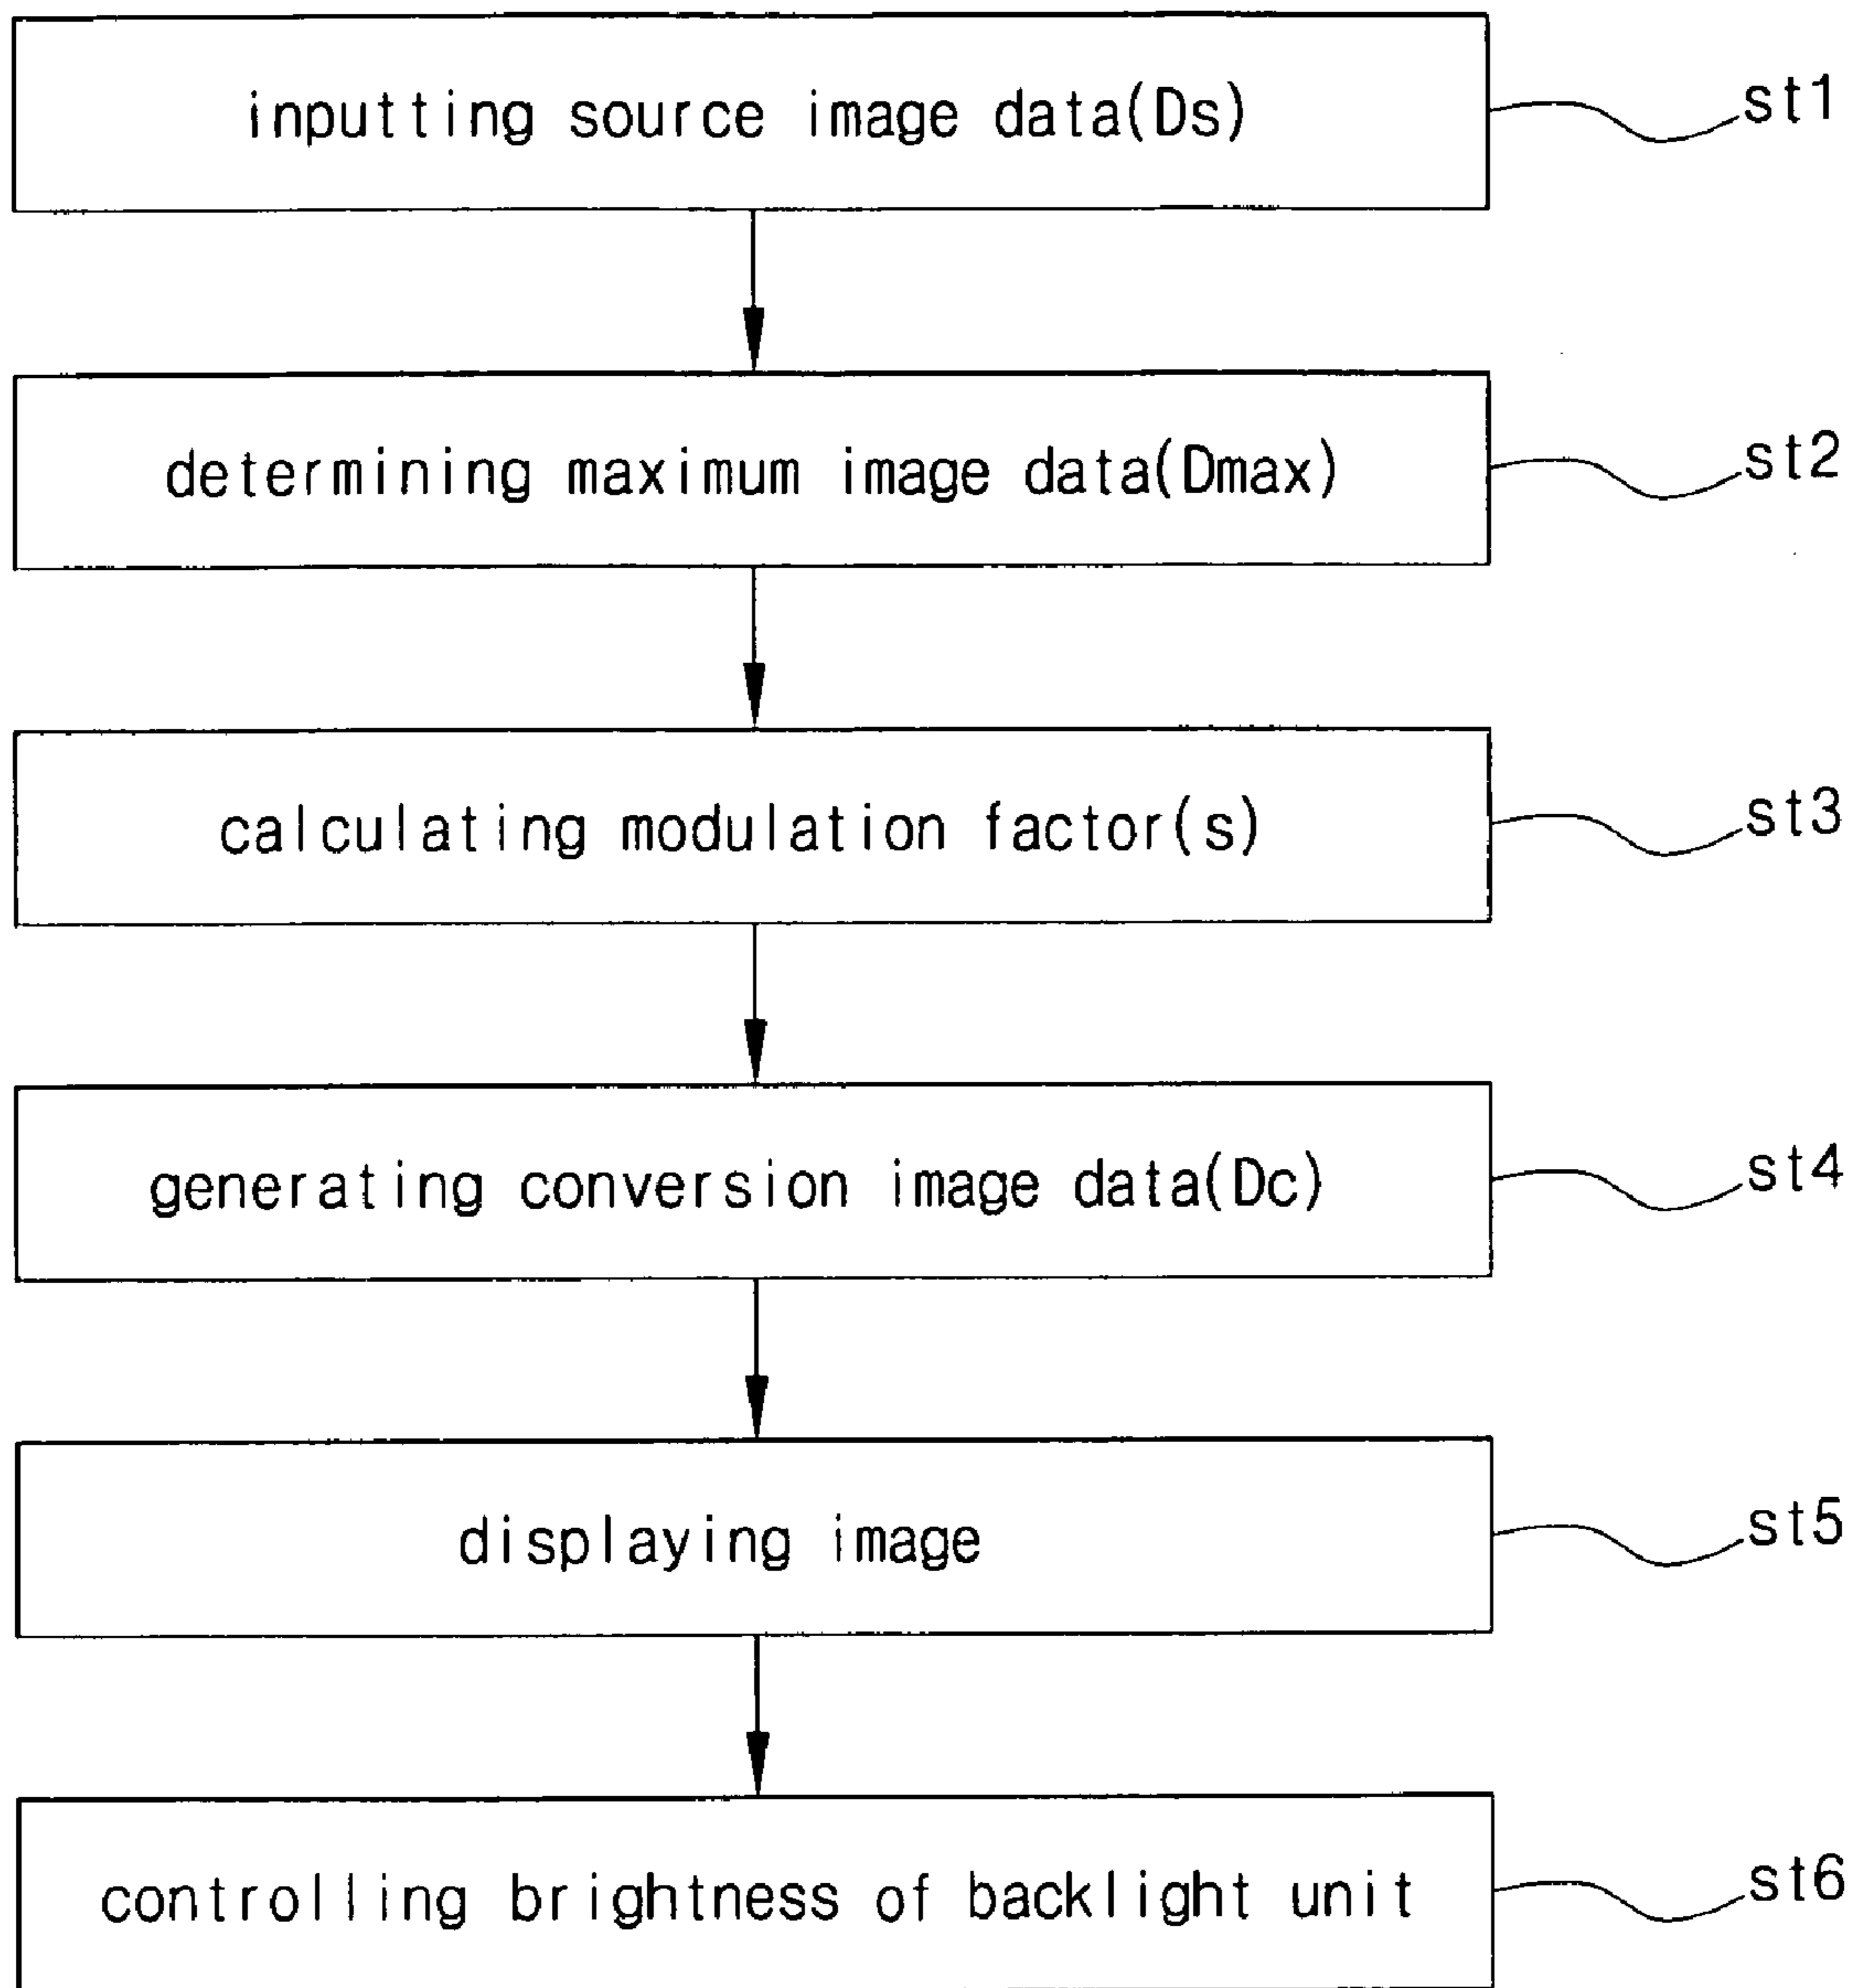 inputting source image data(Ds)
st1
determining maximum image data(Dmax)
st2
calculating modulation factor(s)
st3
generating conversion image data(Dc)
st4
displaying image
st5
controlling brightness of backlight unit
st6